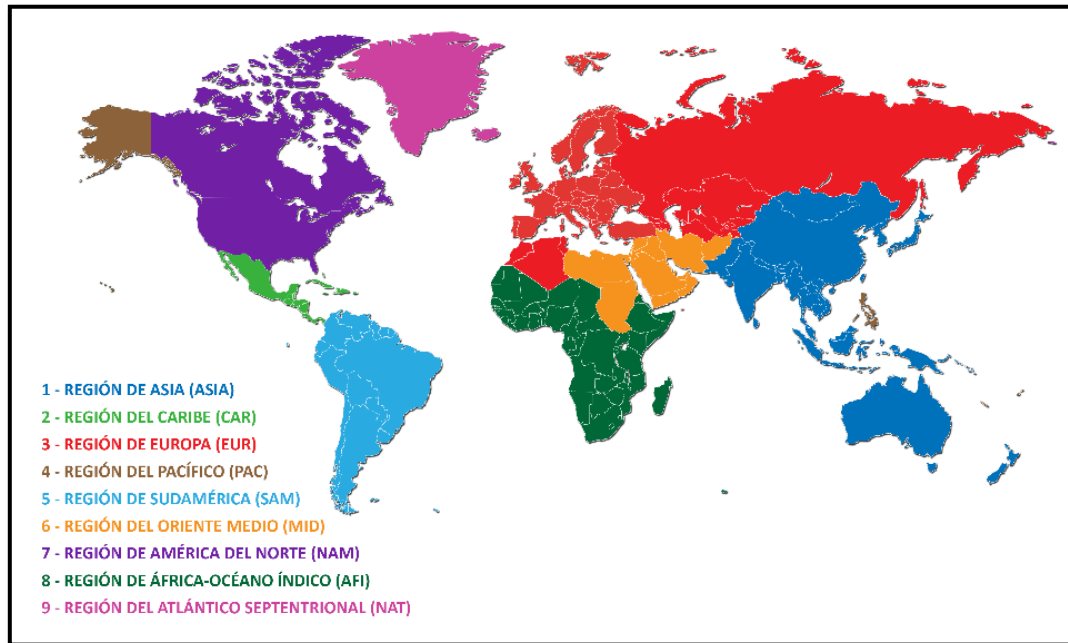 1 - REGIÓN DE ASIA (ASIA)
2 - REGIÓN DEL CARIBE (CAR)
3 - REGIÓN DE EUROPA (EUR)
4 - REGIÓN DEL PACÍFICO (PAC)
5 - REGIÓN DE SUDAMÉRICA (SAM)
6 - REGIÓN DEL ORIENTE MEDIO (MID)
7 - REGIÓN DE AMÉRICA DEL NORTE (NAM)
8 - REGIÓN DE ÁFRICA-OCÉANO ÍNDICO (AFI)
9 - REGIÓN DEL ATLÁNTICO SEPTENTRIONAL (NAT)